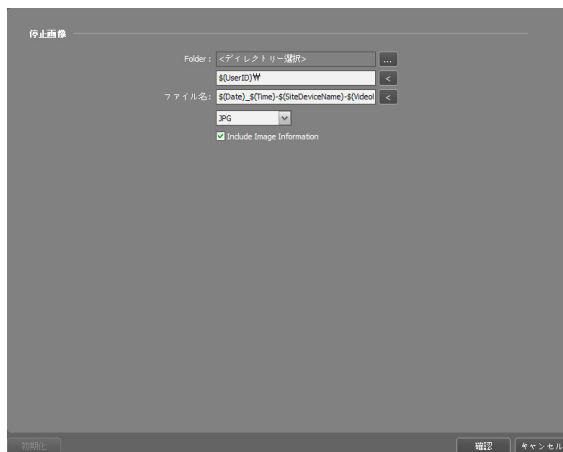 停止画像
Folder : <ディレクトリー選択> ...
$(UserID)₩ <
ファイル名: $(Date)_$(Time)-$(SiteDeviceName)-$(Videol <
JPG
Include Image Information
初期化 確認 キャンセル